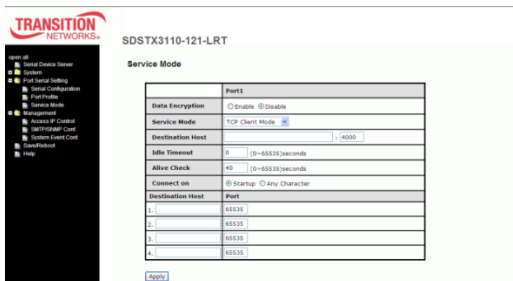 TRANSITION
NETWORKS®
SDSTX3110-121-LRT
open all
Serial Device Server
System
Port Serial Setting
Serial Configuration
Port Profile
Service Mode
Management
Access IP Control
SMTP/SNMP Conf
System Event Conf
Save/Reboot
Help
Service Mode
Port1
Data Encryption Enable Disable
Service Mode TCP Client Mode
Destination Host : 4000
Idle Timeout 0 (0~65535)seconds
Alive Check 40 (0~65535)seconds
Connect on Startup Any Character
Destination Host Port
1. 65535
2. 65535
3. 65535
4. 65535
Apply